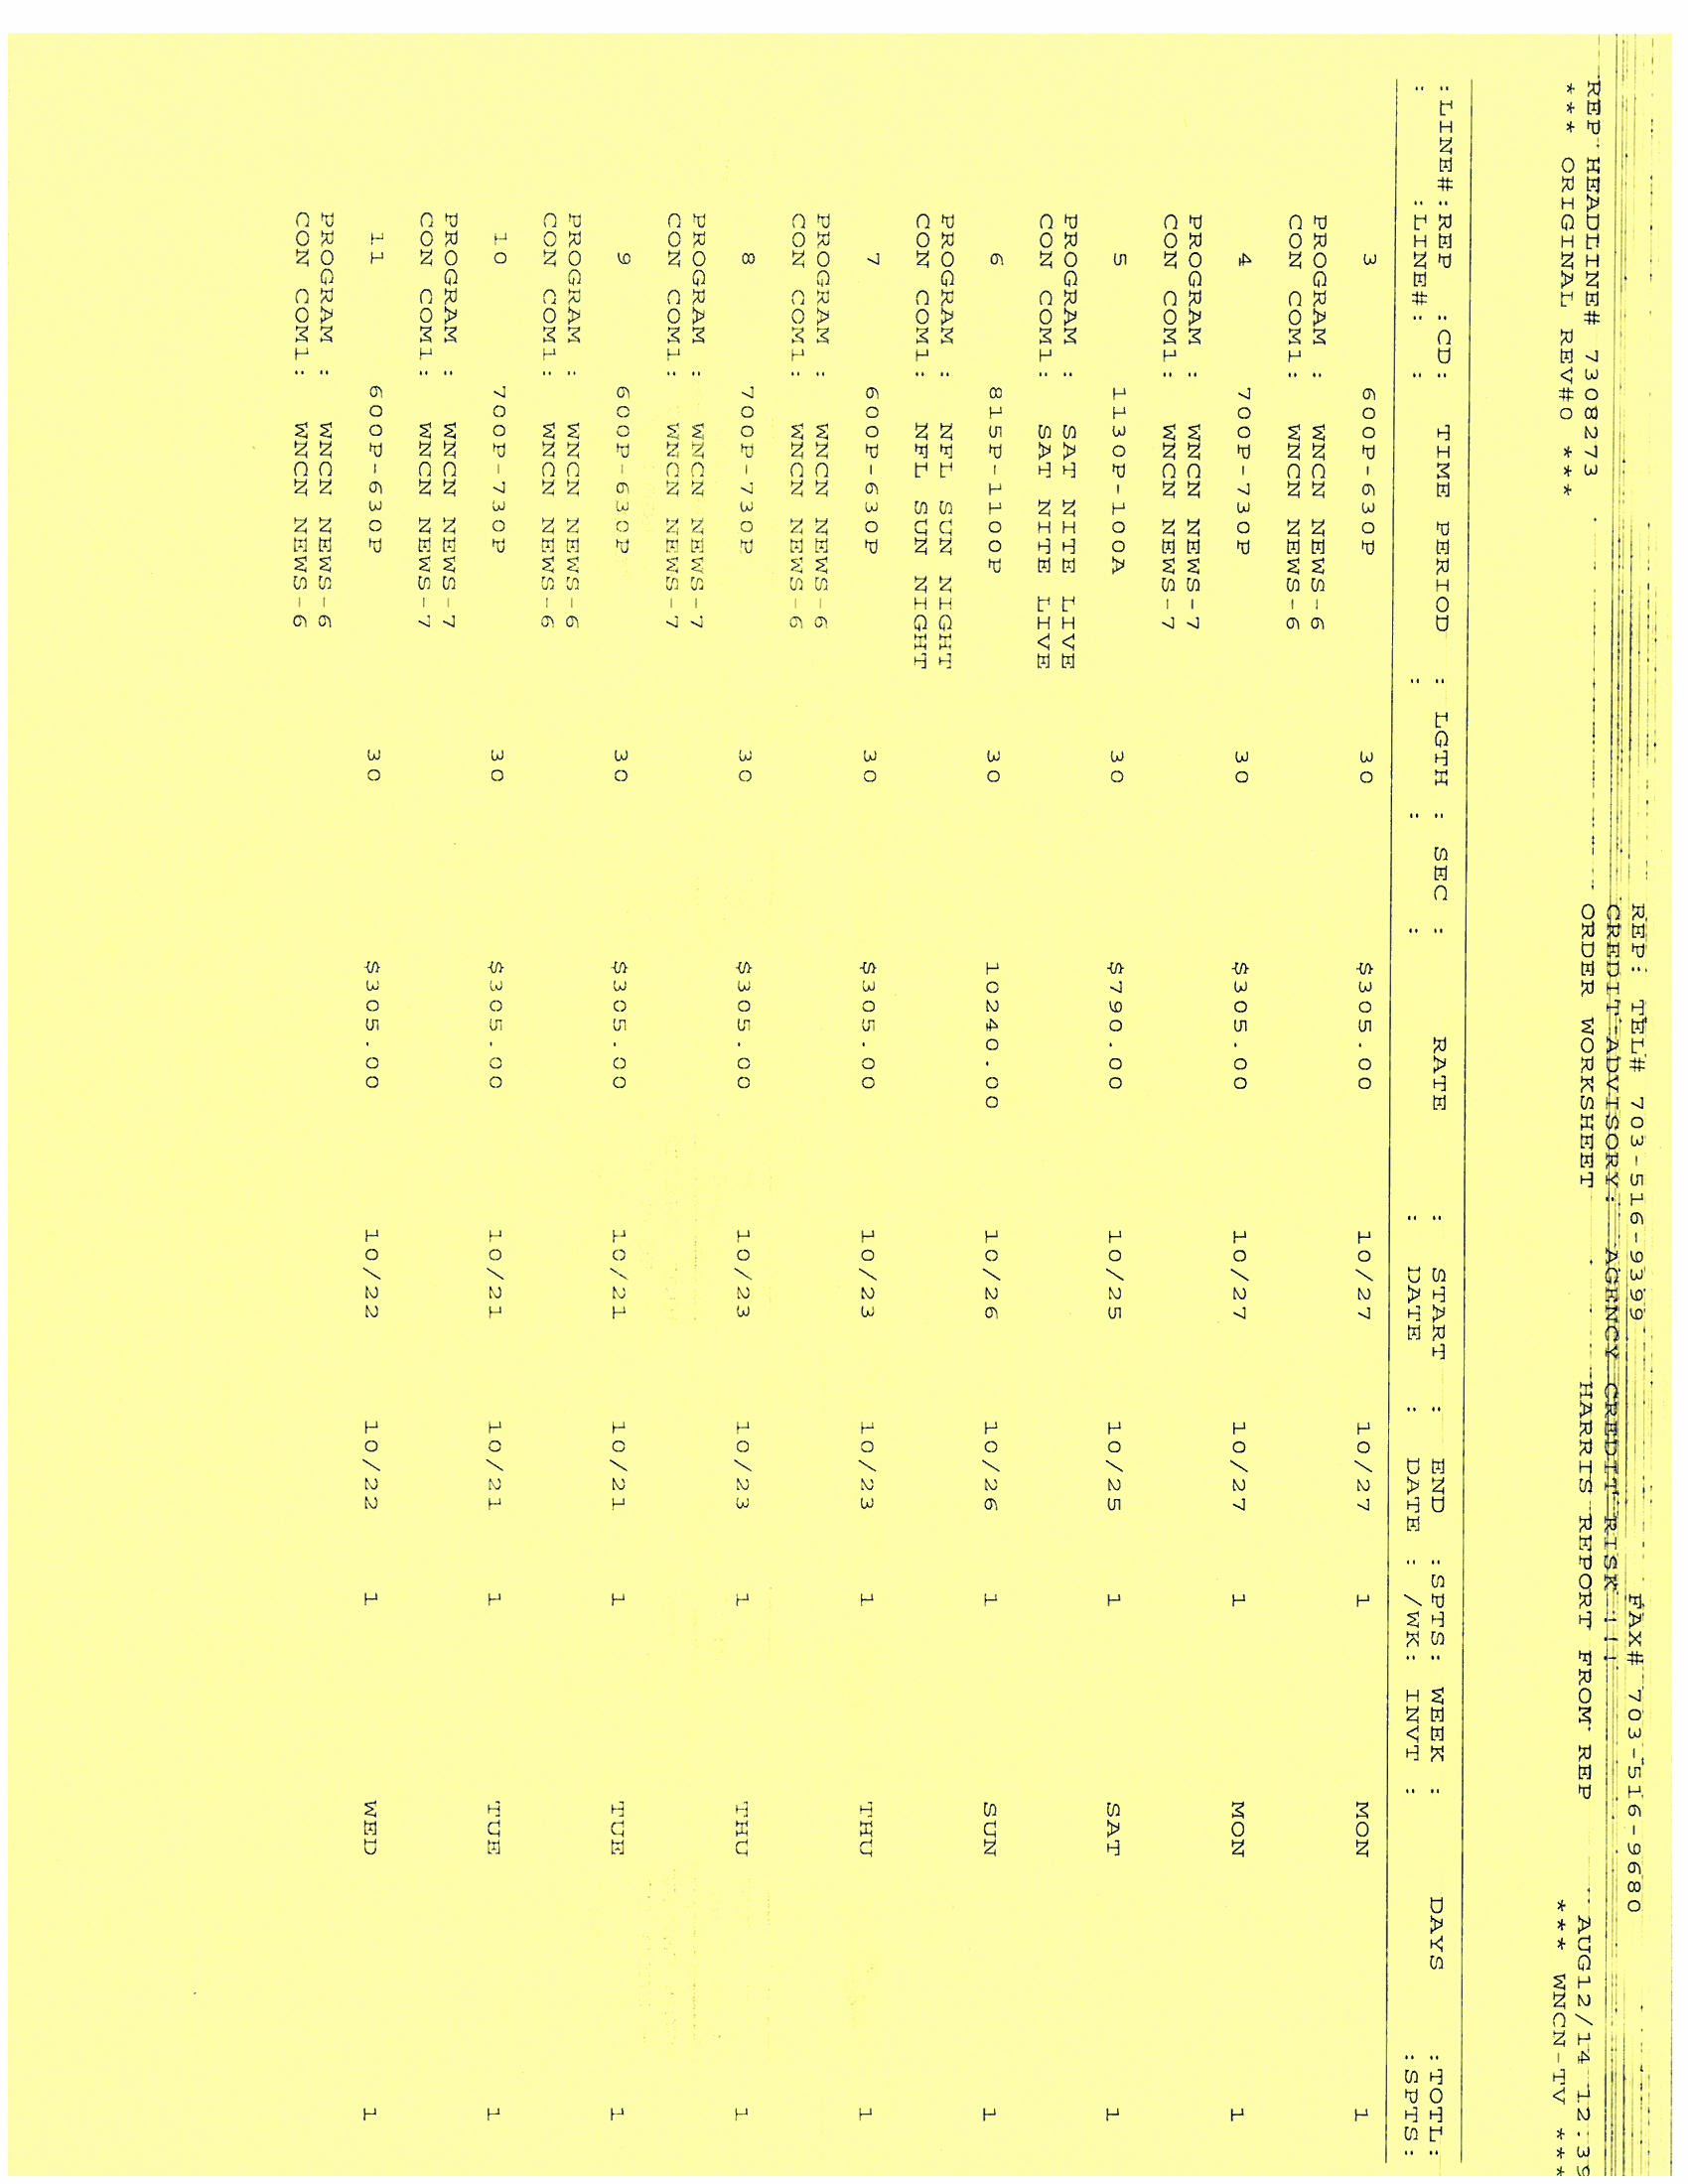 REP: TEL# 703-516-9399 FAX# 703-516-9680
CREDIT ADVISORY: AGENCY CREDIT RISK !!!
REP HEADLINE# 7308273 ORDER WORKSHEET HARRIS REPORT FROM REP AUG12/14 12:39
*** ORIGINAL REV#0 *** *** WNCN-TV ***
:LINE#:REP :CD: TIME PERIOD : LGTH : SEC : RATE : START : END :SPTS: WEEK : DAYS :TOTL:
: :LINE#: : : : : : DATE : DATE : /WK: INVT : :SPTS:
3 600P-630P 30 $305.00 10/27 10/27 1 MON 1
PROGRAM : WNCN NEWS-6
CON COM1: WNCN NEWS-6
4 700P-730P 30 $305.00 10/27 10/27 1 MON 1
PROGRAM : WNCN NEWS-7
CON COM1: WNCN NEWS-7
5 1130P-100A 30 $790.00 10/25 10/25 1 SAT 1
PROGRAM : SAT NITE LIVE
CON COM1: SAT NITE LIVE
6 815P-1100P 30 10240.00 10/26 10/26 1 SUN 1
PROGRAM : NFL SUN NIGHT
CON COM1: NFL SUN NIGHT
7 600P-630P 30 $305.00 10/23 10/23 1 THU 1
PROGRAM : WNCN NEWS-6
CON COM1: WNCN NEWS-6
8 700P-730P 30 $305.00 10/23 10/23 1 THU 1
PROGRAM : WNCN NEWS-7
CON COM1: WNCN NEWS-7
9 600P-630P 30 $305.00 10/21 10/21 1 TUE 1
PROGRAM : WNCN NEWS-6
CON COM1: WNCN NEWS-6
10 700P-730P 30 $305.00 10/21 10/21 1 TUE 1
PROGRAM : WNCN NEWS-7
CON COM1: WNCN NEWS-7
11 600P-630P 30 $305.00 10/22 10/22 1 WED 1
PROGRAM : WNCN NEWS-6
CON COM1: WNCN NEWS-6